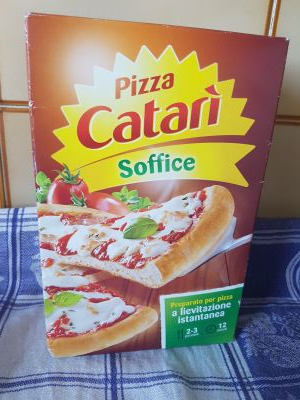 Pizza
Catarì
Soffice
Preparato per pizza
a lievitazione
istantanea
2-3
12